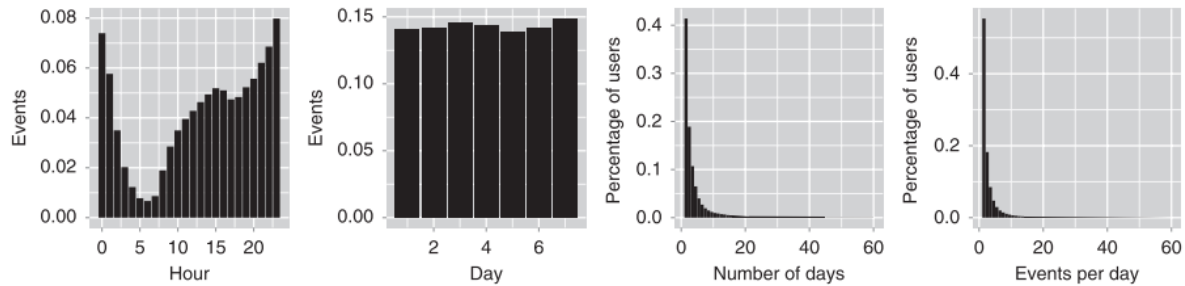 Events
0.08
0.06
0.04
0.02
0.00
0 5 10 15 20
Hour
Events
0.15
0.10
0.05
0.00
2 4 6
Day
Percentage of users
0.4
0.3
0.2
0.1
0.0
0 20 40 60
Number of days
Percentage of users
0.4
0.2
0.0
0 20 40 60
Events per day